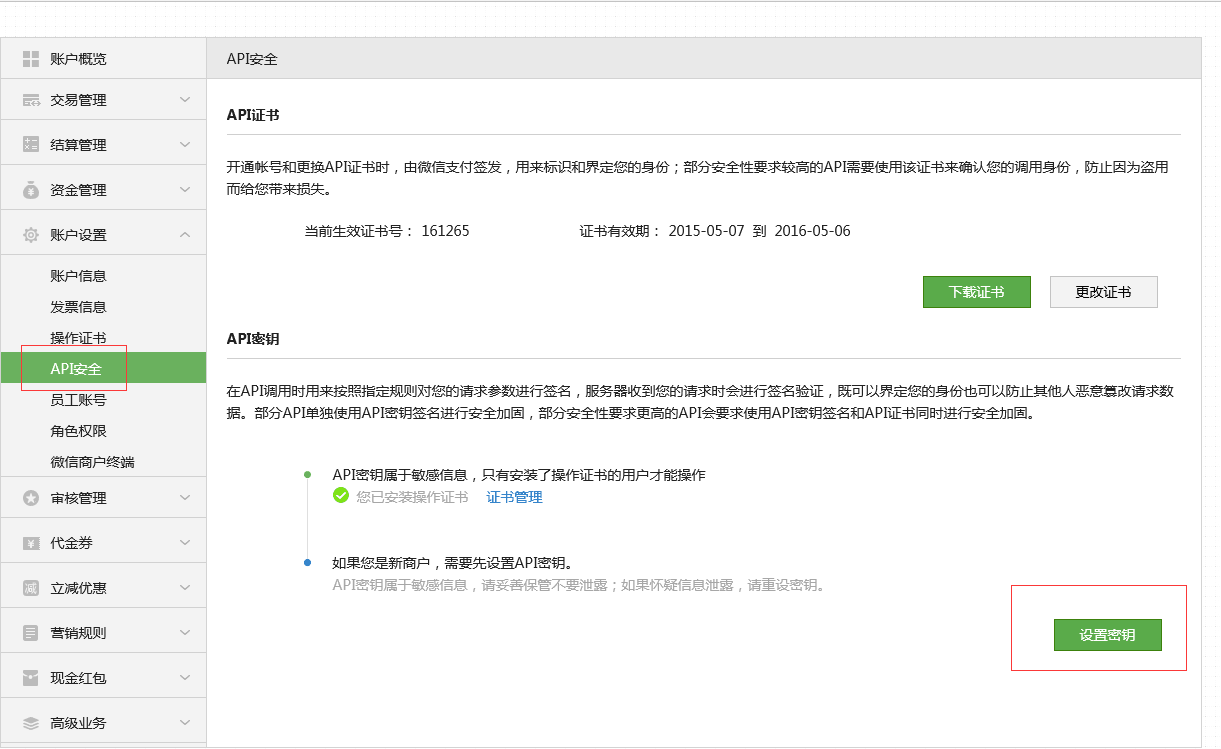 账户概览
交易管理
结算管理
资金管理
账户设置
账户信息
发票信息
操作证书
API安全
员工账号
角色权限
微信商户终端
审核管理
代金券
立减优惠
营销规则
现金红包
高级业务
API安全
API证书
开通帐号和更换API证书时，由微信支付签发，用来标识和界定您的身份；部分安全性要求较高的API需要使用该证书来确认您的调用身份，防止因为盗用
而给您带来损失。
当前生效证书号： 161265 证书有效期： 2015-05-07 到 2016-05-06
下载证书 更改证书
API密钥
在API调用时用来按照指定规则对您的请求参数进行签名，服务器收到您的请求时会进行签名验证，既可以界定您的身份也可以防止其他人恶意篡改请求数
据。部分API单独使用API密钥签名进行安全加固，部分安全性要求更高的API会要求使用API密钥签名和API证书同时进行安全加固。
API密钥属于敏感信息，只有安装了操作证书的用户才能操作
您已安装操作证书 证书管理
如果您是新商户，需要先设置API密钥。
API密钥属于敏感信息，请妥善保管不要泄露；如果怀疑信息泄露，请重设密钥。
设置密钥